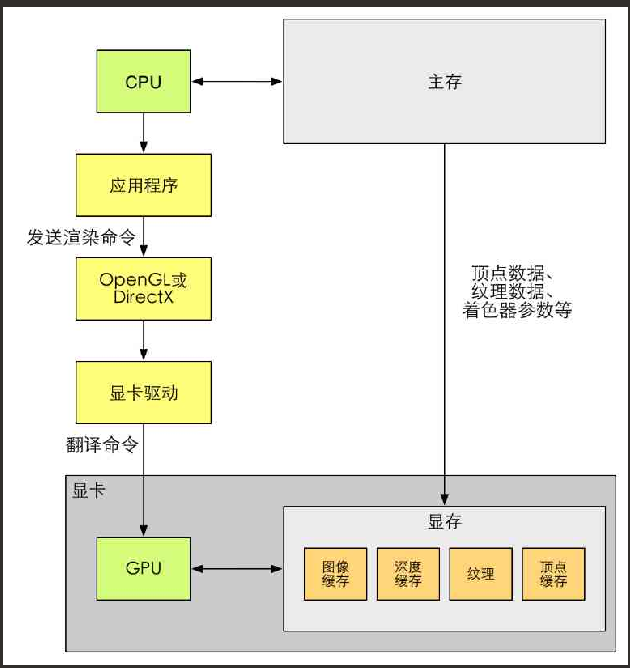 CPU
主存
应用程序
发送渲染命令
OpenGL或
DirectX
顶点数据、
纹理数据、
着色器参数等
显卡驱动
翻译命令
显卡
显存
GPU
图像
缓存
深度
缓存
纹理
顶点
缓存